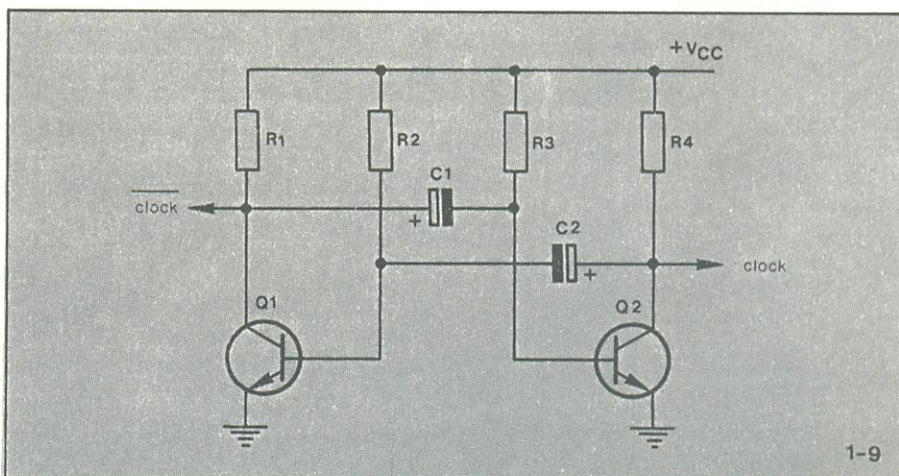 +VCC
R1
R2
R3
R4
C1
clock
+
C2
+
clock
Q1
Q2
1-9